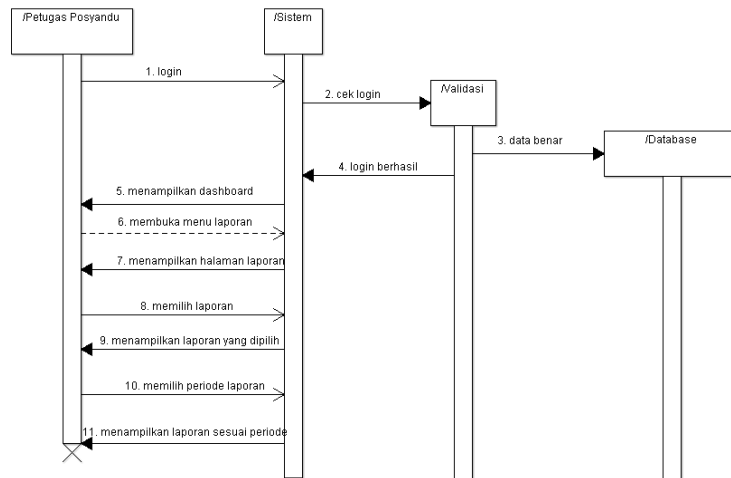 /Petugas Posyandu
/Sistem
1. login
2. cek login
/Validasi
3. data benar
/Database
4. login berhasil
5. menampilkan dashboard
6. membuka menu laporan
7. menampilkan halaman laporan
8. memilih laporan
9. menampilkan laporan yang dipilih
10. memilih periode laporan
11. menampilkan laporan sesuai periode